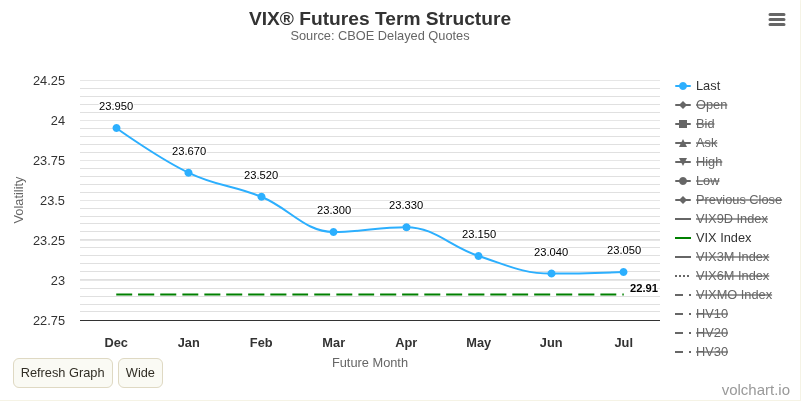 VIX® Futures Term Structure
Source: CBOE Delayed Quotes
Volatility
24.25
24
23.75
23.5
23.25
23
22.75
23.950
23.670
23.520
23.300
23.330
23.150
23.040
23.050
22.91
Dec Jan Feb Mar Apr May Jun Jul
Future Month
Last
Open
Bid
Ask
High
Low
Previous Close
VIX9D Index
VIX Index
VIX3M Index
VIX6M Index
VIXMO Index
HV10
HV20
HV30
Refresh Graph Wide
volchart.io